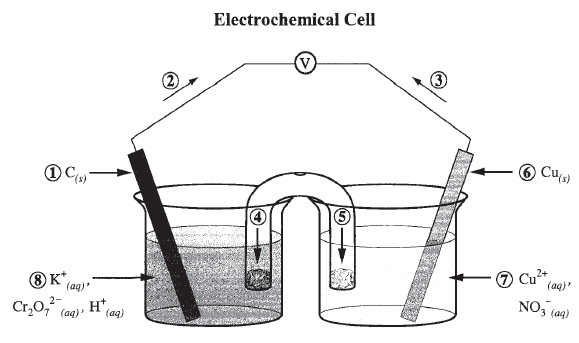 Electrochemical Cell
V
② ③
① C(s) ⑥ Cu(s)
④ ⑤
⑧ K⁺(aq), ⑦ Cu²⁺(aq),
Cr₂O₇²⁻(aq), H⁺(aq) NO₃⁻(aq)